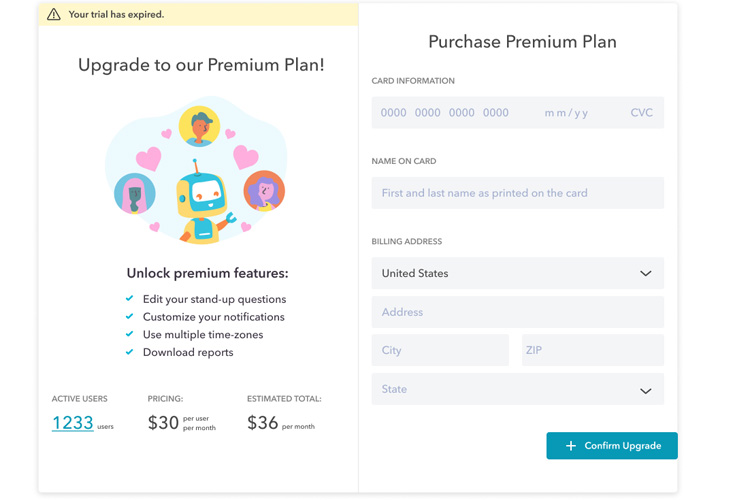 Your trial has expired.
Upgrade to our Premium Plan!
Unlock premium features:
Edit your stand-up questions
Customize your notifications
Use multiple time-zones
Download reports
ACTIVE USERS
1233 users
PRICING:
$30 per user
per month
ESTIMATED TOTAL:
$36 per month
Purchase Premium Plan
CARD INFORMATION
0000 0000 0000 0000 mm/yy CVC
NAME ON CARD
First and last name as printed on the card
BILLING ADDRESS
United States
Address
City ZIP
State
Confirm Upgrade